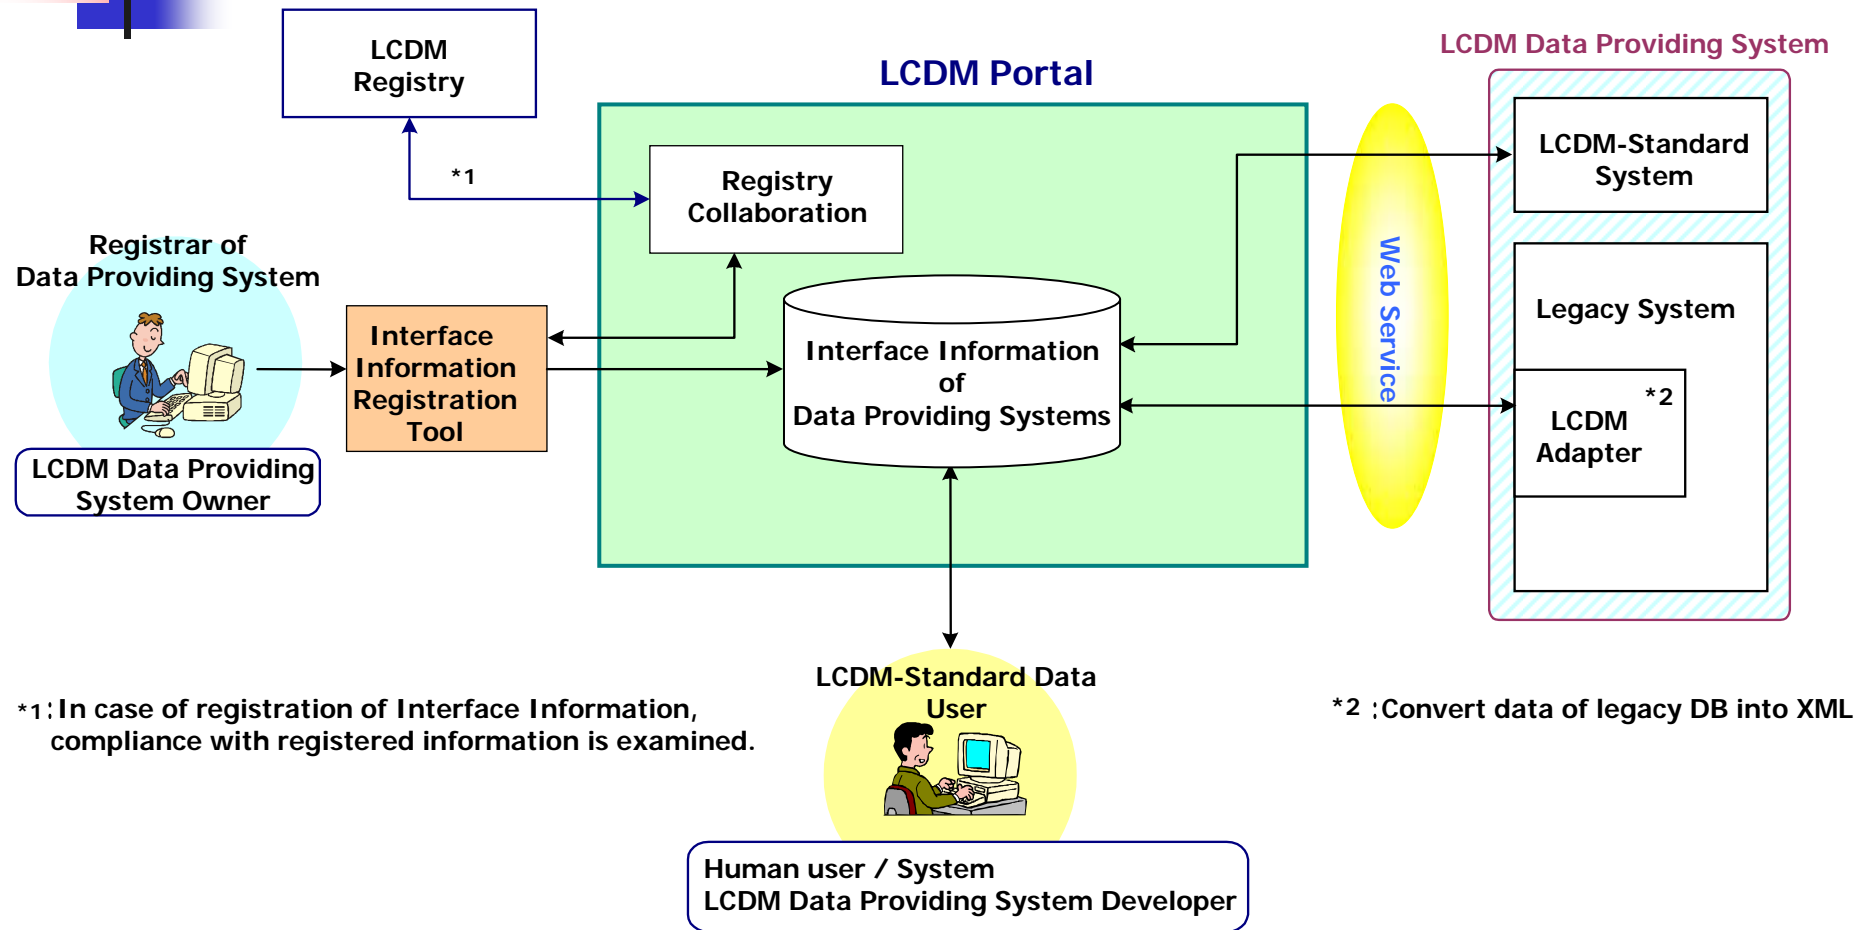 LCDM
Registry
LCDM Portal
LCDM Data Providing System
*1
Registry
Collaboration
LCDM-Standard
System
Registrar of
Data Providing System
Interface
Information
Registration
Tool
Interface Information
of
Data Providing Systems
Web Service
Legacy System
*2
LCDM
Adapter
LCDM Data Providing
System Owner
LCDM-Standard Data
User
*1:In case of registration of Interface Information,
compliance with registered information is examined.
*2 :Convert data of legacy DB into XML
Human user / System
LCDM Data Providing System Developer